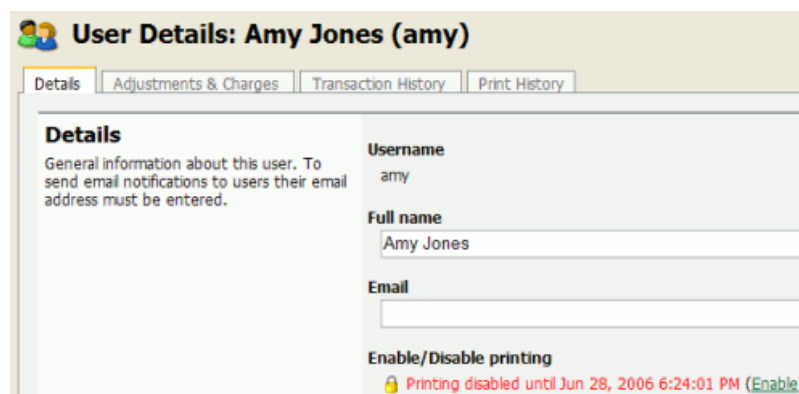 User Details: Amy Jones (amy)
Details Adjustments & Charges Transaction History Print History
Details
General information about this user. To
send email notifications to users their email
address must be entered.
Username
amy
Full name
Amy Jones
Email
Enable/Disable printing
Printing disabled until Jun 28, 2006 6:24:01 PM (Enable